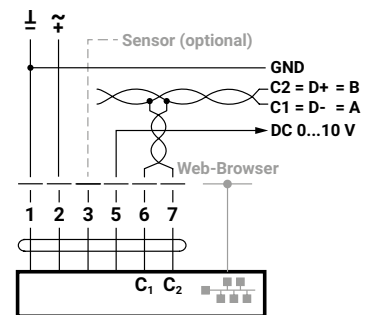 ⊥ ~
– +
Sensor (optional)
GND
C2 = D+ = B
C1 = D- = A
DC 0...10 V
Web-Browser
1 2 3 5 6 7
C₁ C₂